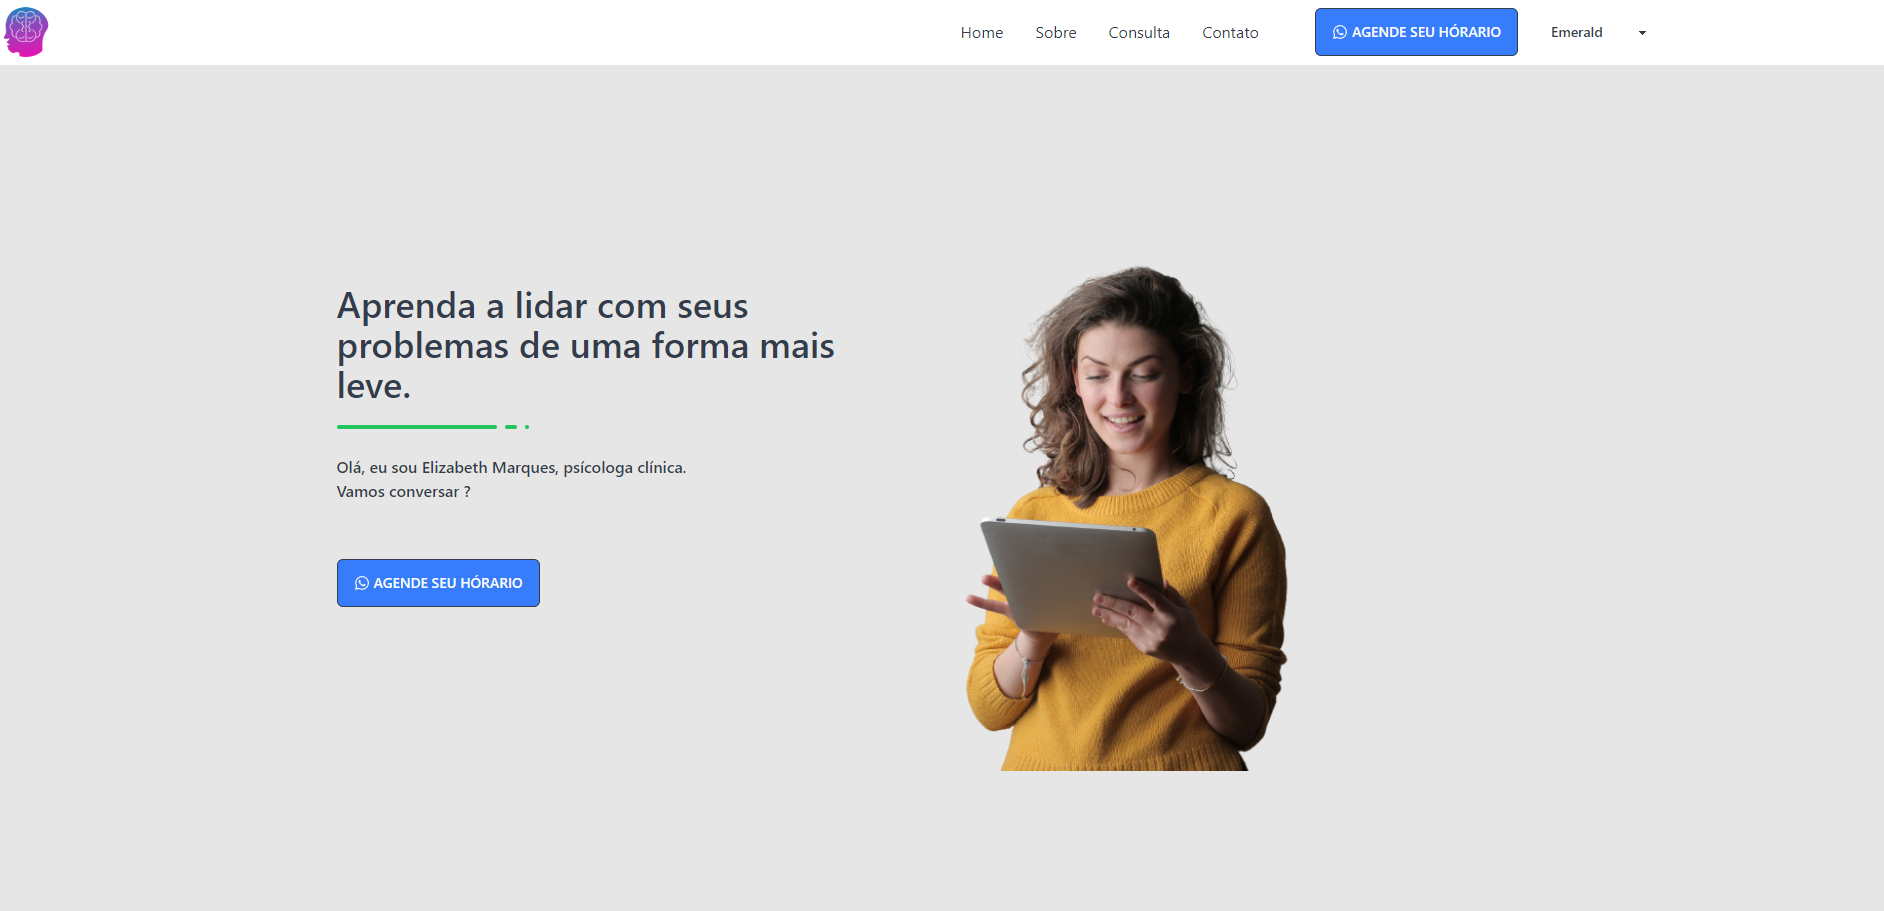 Home Sobre Consulta Contato AGENDE SEU HÓRARIO Emerald
Aprenda a lidar com seus
problemas de uma forma mais
leve.
Olá, eu sou Elizabeth Marques, psícologa clínica.
Vamos conversar ?
AGENDE SEU HÓRARIO